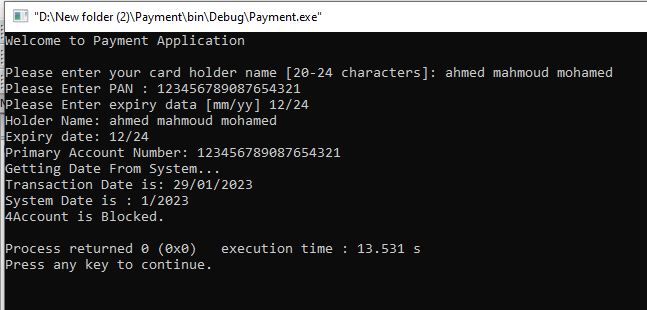 "D:\New folder (2)\Payment\bin\Debug\Payment.exe"
Welcome to Payment Application
Please enter your card holder name [20-24 characters]: ahmed mahmoud mohamed
Please Enter PAN : 123456789087654321
Please Enter expiry data [mm/yy] 12/24
Holder Name: ahmed mahmoud mohamed
Expiry date: 12/24
Primary Account Number: 123456789087654321
Getting Date From System...
Transaction Date is: 29/01/2023
System Date is : 1/2023
4Account is Blocked.
Process returned 0 (0x0)   execution time : 13.531 s
Press any key to continue.